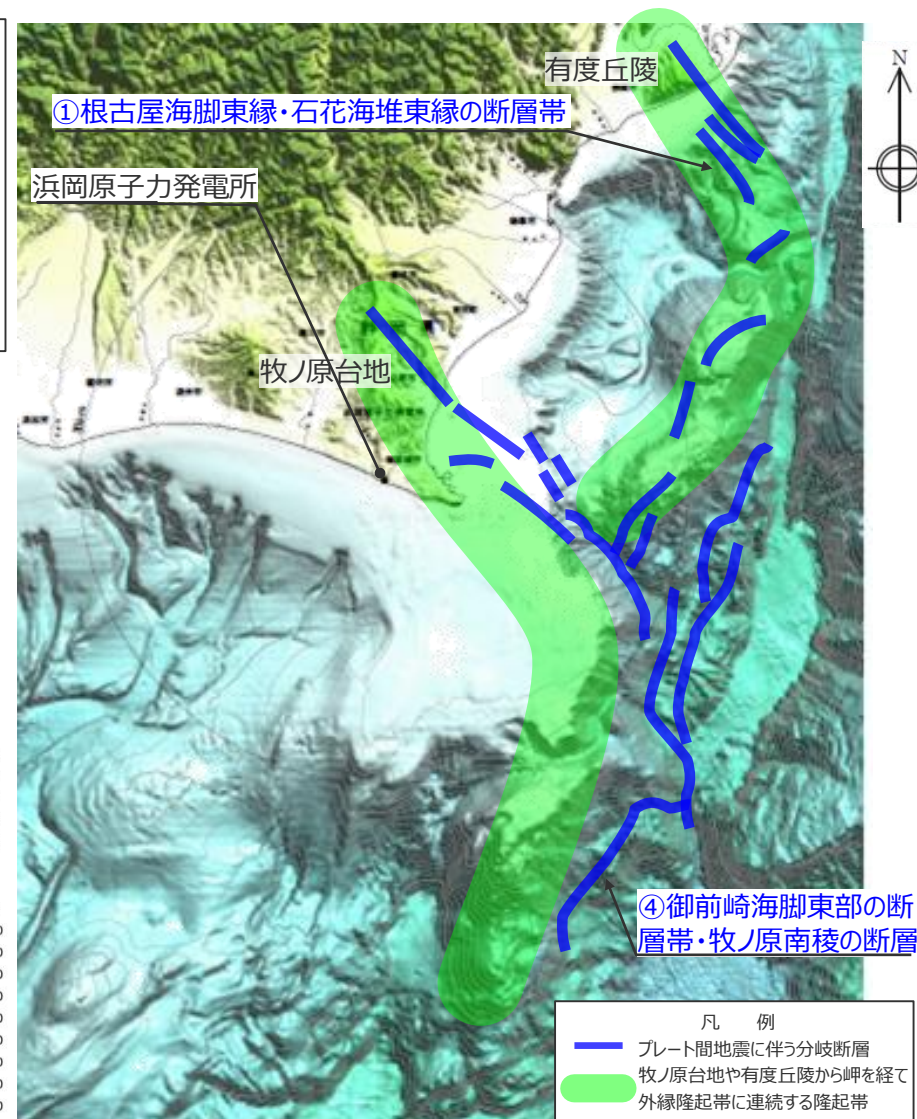 有度丘陵
①根古屋海脚東縁・石花海堆東縁の断層帯
N
浜岡原子力発電所
牧ノ原台地
④御前崎海脚東部の断
層帯・牧ノ原南稜の断層
凡　例
プレート間地震に伴う分岐断層
牧ノ原台地や有度丘陵から岬を経て
外縁隆起帯に連続する隆起帯